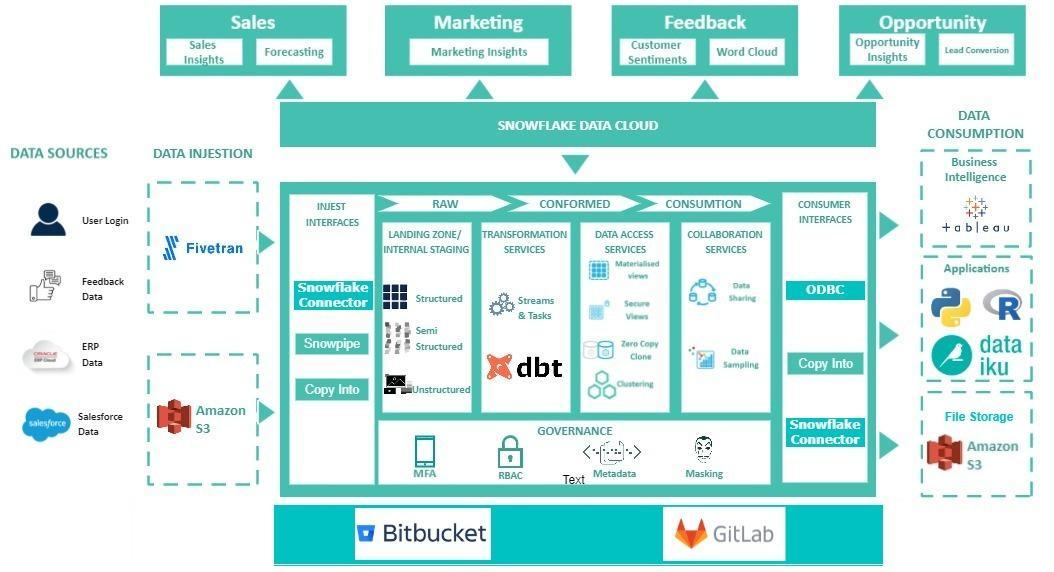 Sales
Sales
Insights
Forecasting
Marketing
Marketing Insights
Feedback
Customer
Sentiments
Word Cloud
Opportunity
Opportunity
Insights
Lead Conversion
SNOWFLAKE DATA CLOUD
DATA SOURCES
User Login
Feedback
Data
ORACLE
ERP Cloud
ERP
Data
salesforce
Salesforce
Data
DATA INJESTION
Fivetran
Amazon
S3
INJEST
INTERFACES
Snowflake
Connector
Snowpipe
Copy Into
RAW
CONFORMED
CONSUMTION
LANDING ZONE/
INTERNAL STAGING
Structured
Semi
Structured
Unstructured
TRANSFORMATION
SERVICES
Streams
& Tasks
dbt
DATA ACCESS
SERVICES
Materialised
views
Secure
Views
Zero Copy
Clone
Clustering
COLLABORATION
SERVICES
Data
Sharing
Data
Sampling
GOVERNANCE
MFA
RBAC
Text
Metadata
Masking
CONSUMER
INTERFACES
ODBC
Copy Into
Snowflake
Connector
DATA
CONSUMPTION
Business
Intelligence
+ableau
Applications
R
data
iku
File Storage
Amazon
S3
Bitbucket
GitLab